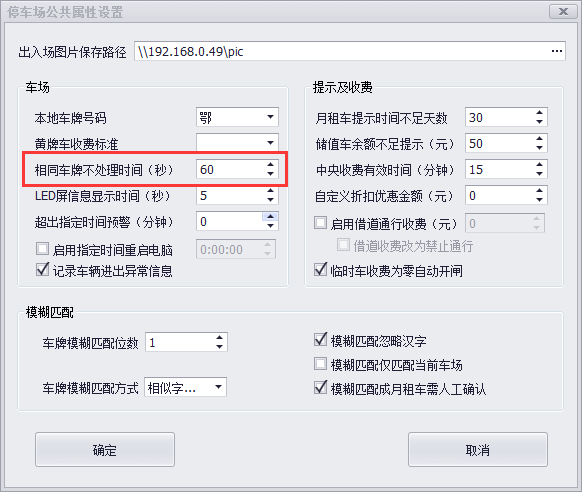 停车场公共属性设置
出入场图片保存路径 \\192.168.0.49\pic ...
车场
本地车牌号码 鄂
黄牌车收费标准
相同车牌不处理时间（秒） 60
LED屏信息显示时间（秒） 5
超出指定时间预警（分钟） 0
启用指定时间重启电脑 0:00:00
记录车辆进出异常信息
提示及收费
月租车提示时间不足天数 30
储值车余额不足提示（元） 50
中央收费有效时间（分钟） 15
自定义折扣优惠金额（元） 0
启用借道通行收费（元） 0
借道收费改为禁止通行
临时车收费为零自动开闸
模糊匹配
车牌模糊匹配位数 1
车牌模糊匹配方式 相似字...
模糊匹配忽略汉字
模糊匹配仅匹配当前车场
模糊匹配成月租车需人工确认
确定
取消